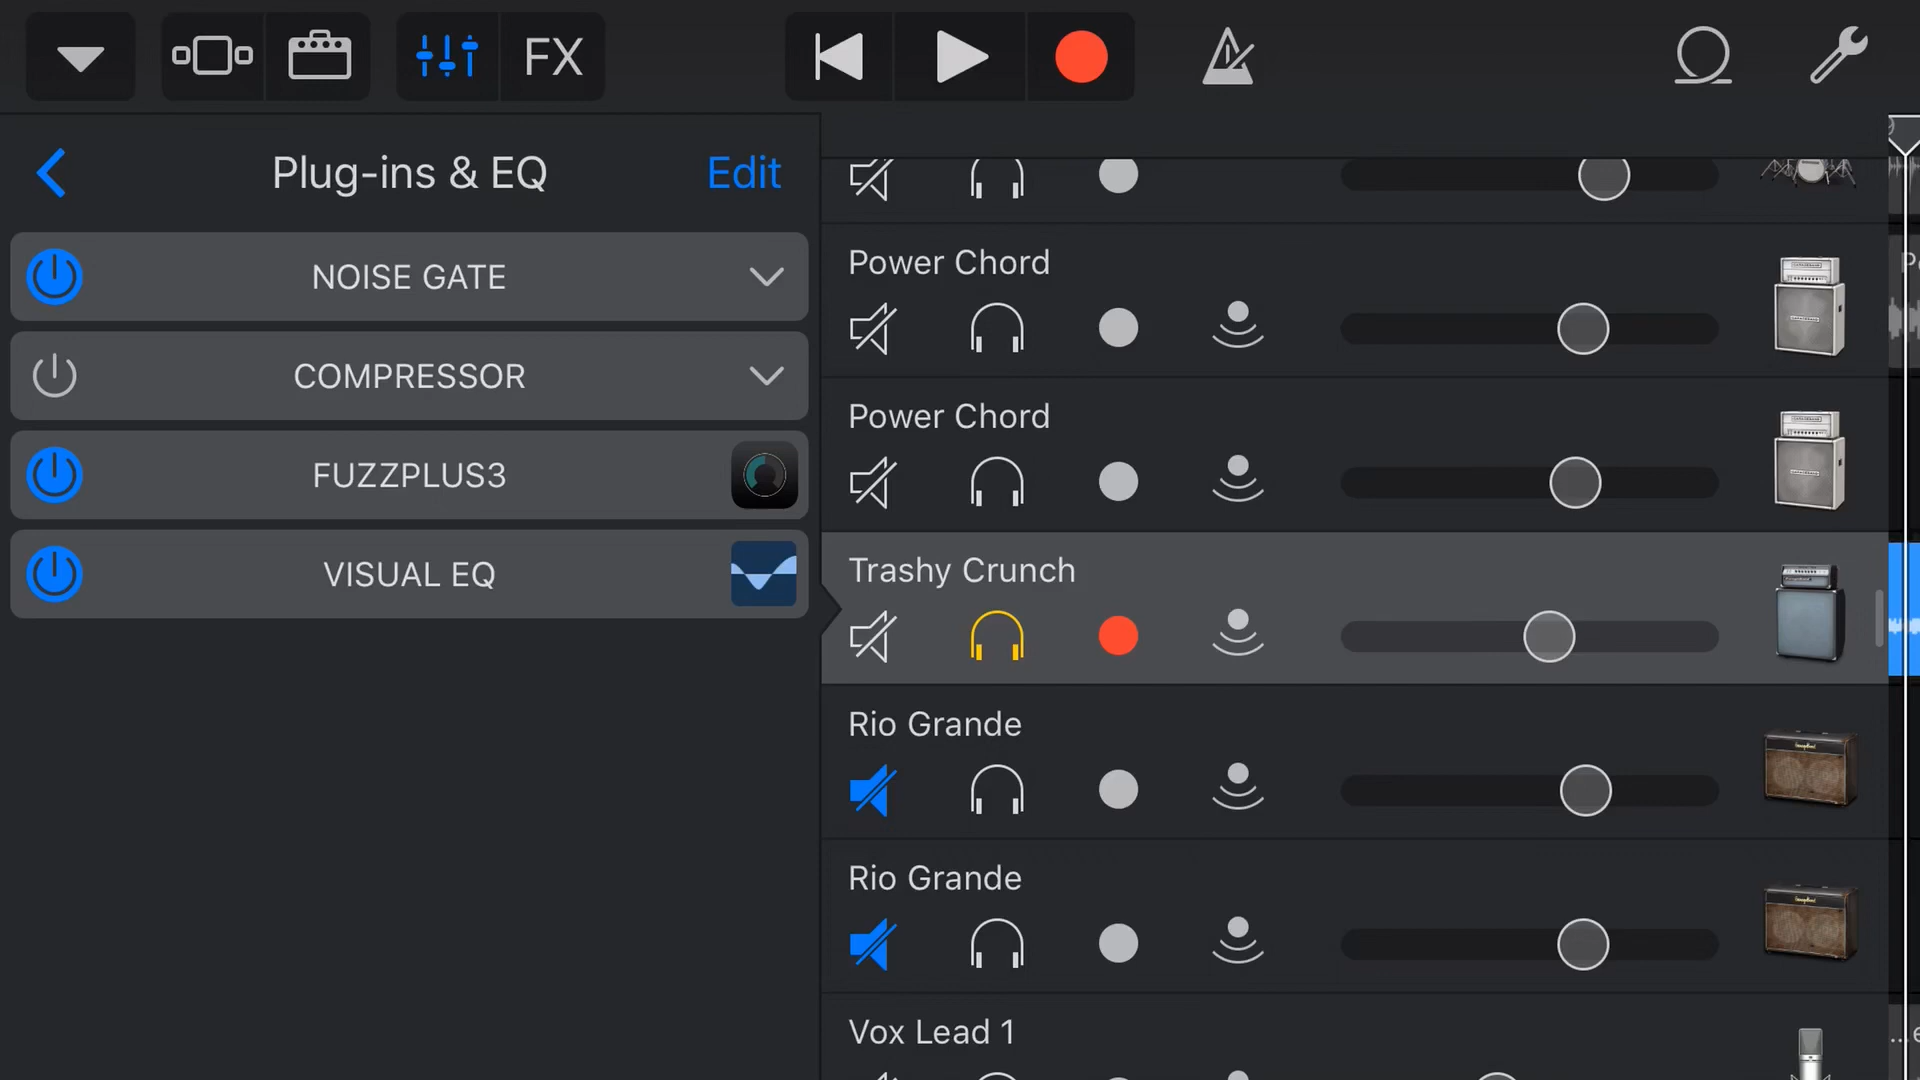 FX
Plug-ins & EQ
Edit
NOISE GATE
COMPRESSOR
FUZZPLUS3
VISUAL EQ
Power Chord
Power Chord
Trashy Crunch
Rio Grande
Rio Grande
Vox Lead 1